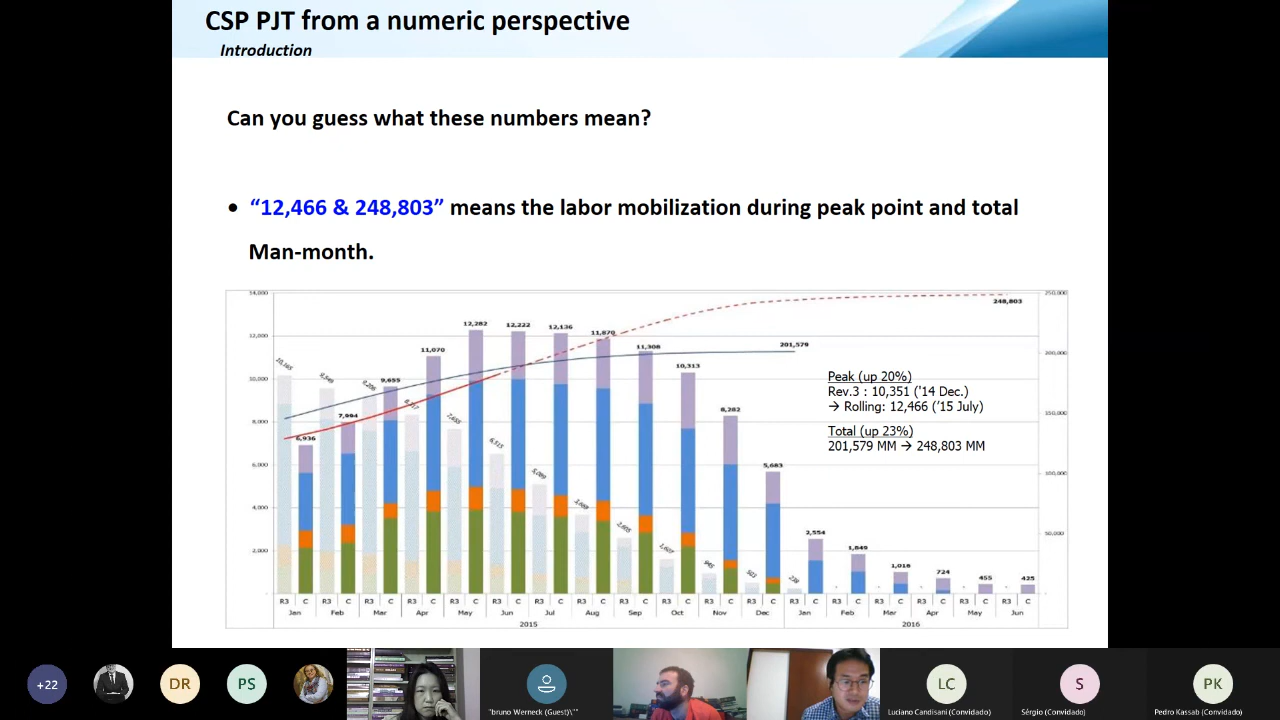 CSP PJT from a numeric perspective
Introduction
Can you guess what these numbers mean?
• “12,466 & 248,803” means the labor mobilization during peak point and total
Man-month.
14,000
12,000
10,000
8,000
6,000
4,000
2,000
250,000
200,000
150,000
100,000
50,000
6,936
7,994
9,655
11,070
12,282
12,222
12,136
11,870
11,308
10,313
8,282
5,683
2,554
1,849
1,016
724
455
425
201,579
248,803
Peak (up 20%)
Rev.3 : 10,351 ('14 Dec.)
→ Rolling: 12,466 ('15 July)
Total (up 23%)
201,579 MM → 248,803 MM
R3 C R3 C R3 C R3 C R3 C R3 C R3 C R3 C R3 C R3 C R3 C R3 C R3 C R3 C R3 C R3 C R3 C R3 C
Jan Feb Mar Apr May Jun Jul Aug Sep Oct Nov Dec Jan Feb Mar Apr May Jun
2015 2016
+22
DR
PS
LC
S
PK
"bruno Werneck (Guest)\""
Luciano Candisani (Convidado)
Sérgio (Convidado)
Pedro Kassab (Convidado)